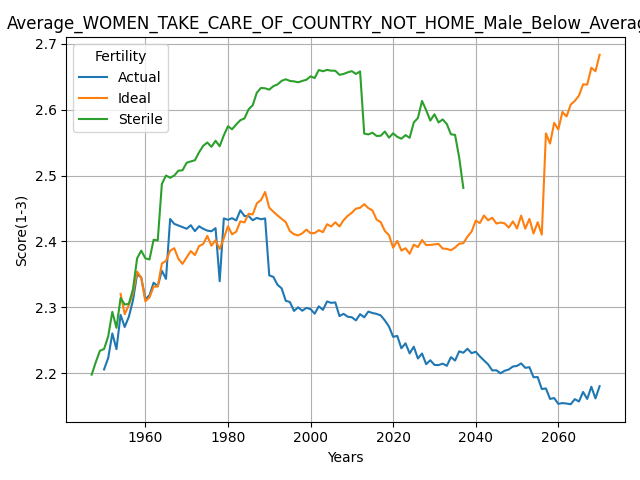 Average_WOMEN_TAKE_CARE_OF_COUNTRY_NOT_HOME_Male_Below_Averag
Fertility
Actual
Ideal
Sterile
Score(1-3)
2.7
2.6
2.5
2.4
2.3
2.2
1960
1980
2000
2020
2040
2060
Years